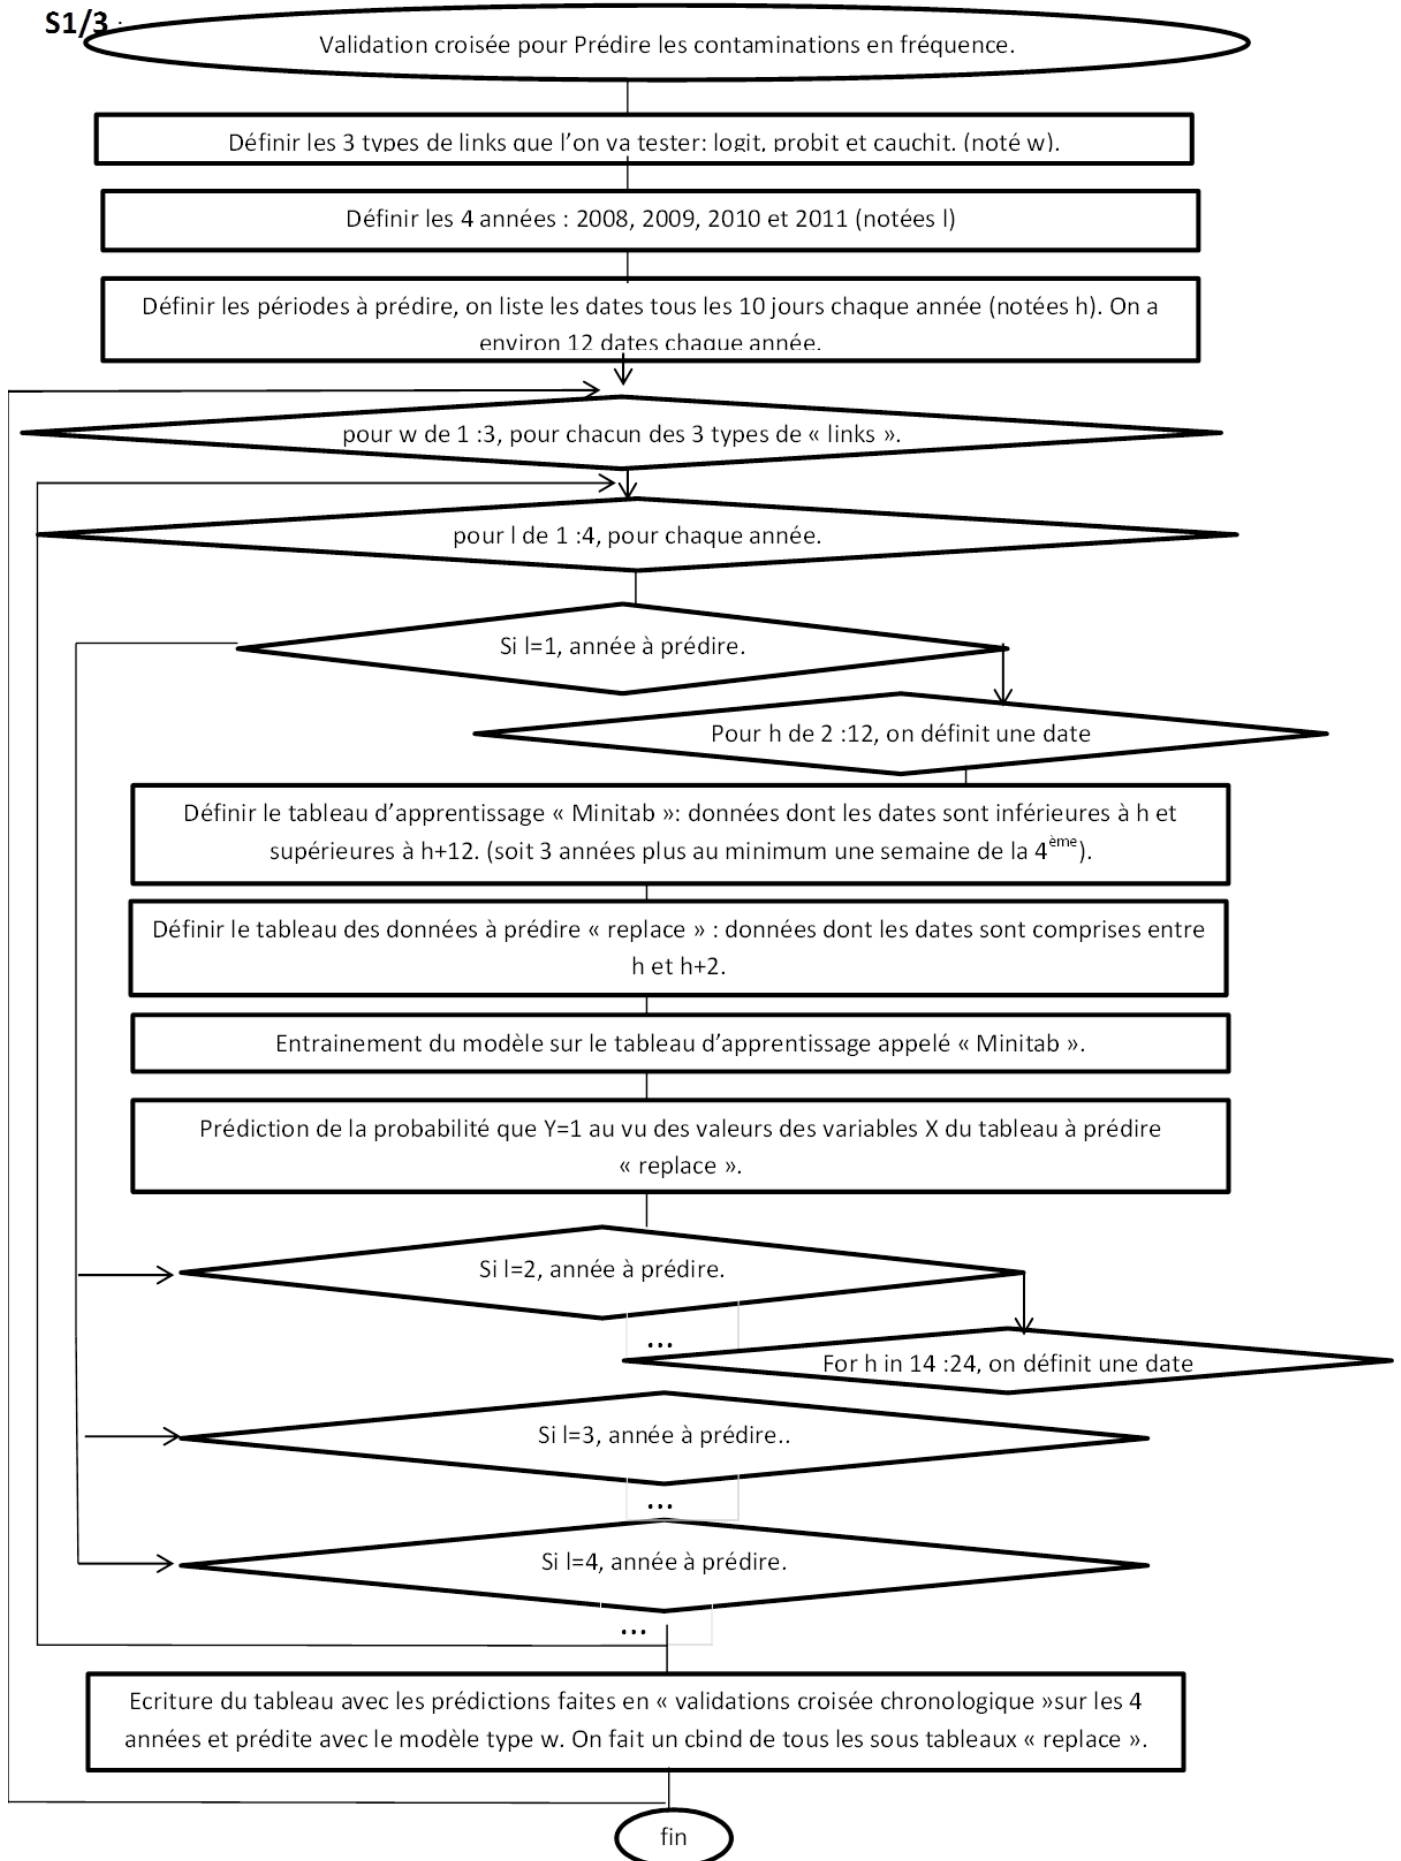 S1/3 :
Validation croisée pour Prédire les contaminations en fréquence.
Définir les 3 types de links que l'on va tester: logit, probit et cauchit. (noté w).
Définir les 4 années : 2008, 2009, 2010 et 2011 (notées l)
Définir les périodes à prédire, on liste les dates tous les 10 jours chaque année (notées h). On a
environ 12 dates chaque année.
pour w de 1 :3, pour chacun des 3 types de « links ».
pour l de 1 :4, pour chaque année.
Si l=1, année à prédire.
Pour h de 2 :12, on définit une date
Définir le tableau d'apprentissage « Minitab »: données dont les dates sont inférieures à h et
supérieures à h+12. (soit 3 années plus au minimum une semaine de la 4ème).
Définir le tableau des données à prédire « replace » : données dont les dates sont comprises entre
h et h+2.
Entrainement du modèle sur le tableau d'apprentissage appelé « Minitab ».
Prédiction de la probabilité que Y=1 au vu des valeurs des variables X du tableau à prédire
« replace ».
Si l=2, année à prédire.
...
For h in 14 :24, on définit une date
Si l=3, année à prédire..
...
Si l=4, année à prédire.
...
Ecriture du tableau avec les prédictions faites en « validations croisée chronologique »sur les 4
années et prédite avec le modèle type w. On fait un cbind de tous les sous tableaux « replace ».
fin